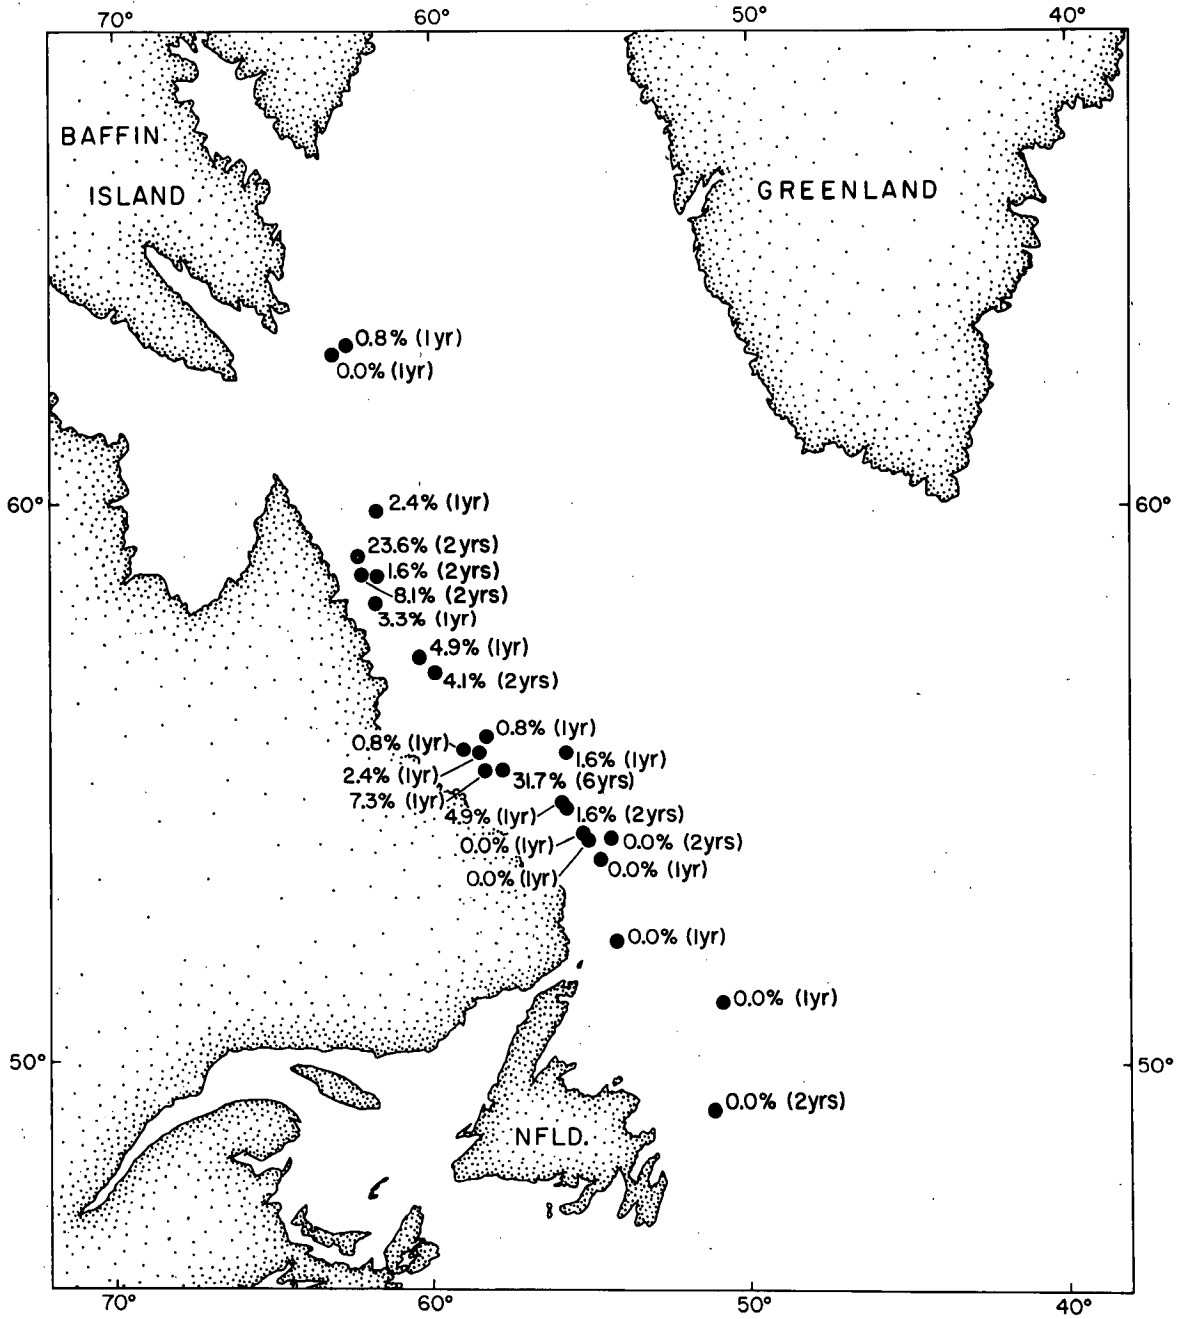 70° 60° 50° 40°
BAFFIN
ISLAND
GREENLAND
0.8% (1yr)
0.0% (1yr)
60° 60°
2.4% (1yr)
23.6% (2yrs)
1.6% (2yrs)
8.1% (2yrs)
3.3% (1yr)
4.9% (1yr)
4.1% (2yrs)
0.8% (1yr)
0.8% (1yr)
1.6% (1yr)
2.4% (1yr)
31.7% (6yrs)
7.3% (1yr)
4.9% (1yr)
1.6% (2yrs)
0.0% (1yr)
0.0% (2yrs)
0.0% (1yr)
0.0% (1yr)
0.0% (1yr)
0.0% (1yr)
50° 50°
0.0% (2yrs)
NFLD.
70° 60° 50° 40°